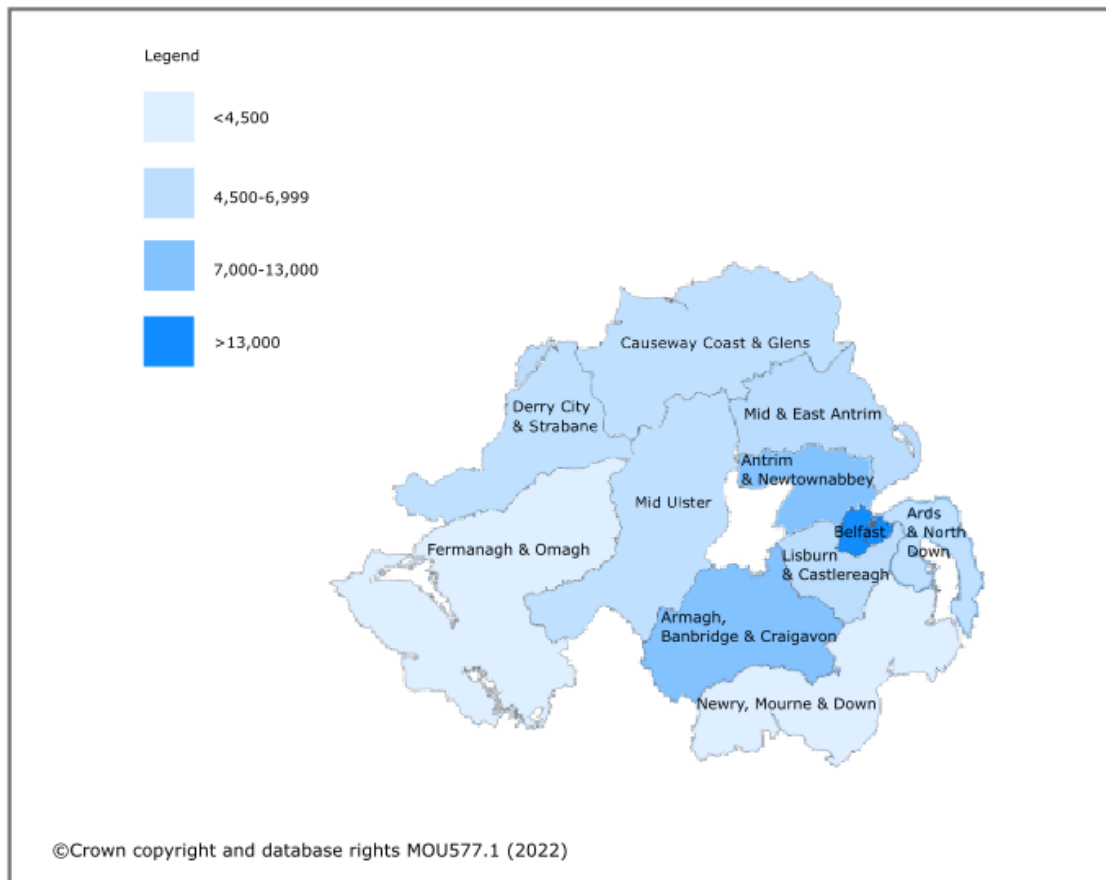 Legend
<4,500
4,500-6,999
7,000-13,000
>13,000
Causeway Coast & Glens
Derry City
& Strabane
Mid & East Antrim
Antrim
& Newtownabbey
Mid Ulster
Ards
& North
Down
Belfast
Fermanagh & Omagh
Lisburn
& Castlereagh
Armagh,
Banbridge & Craigavon
Newry, Mourne & Down
©Crown copyright and database rights MOU577.1 (2022)